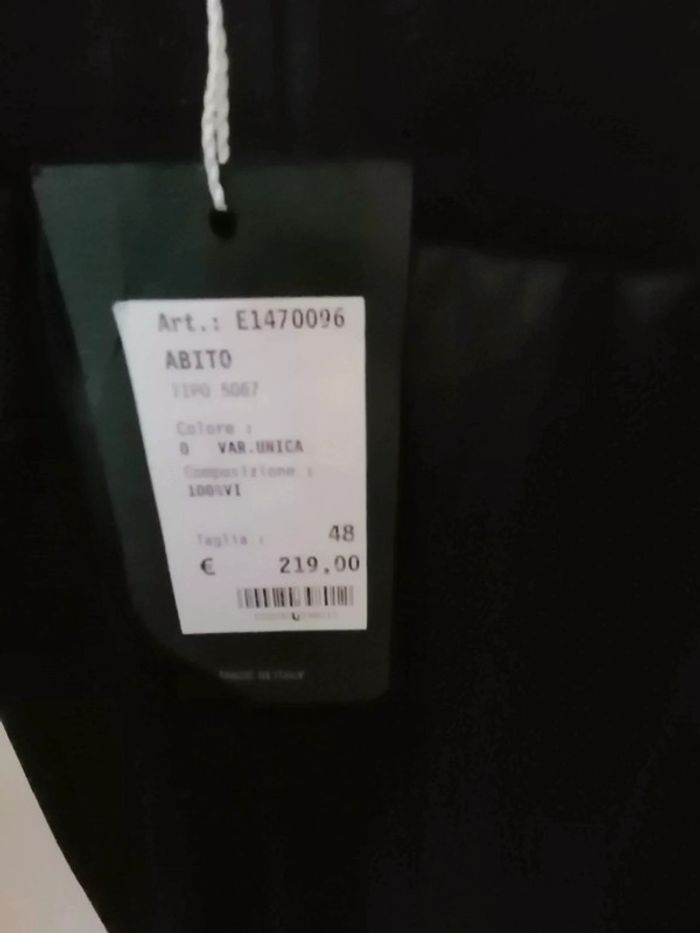 Art.: E1470096
ABITO
TIPO 5067
Colore :
0 VAR.UNICA
Composizione :
100%VI
Taglia : 48
€ 219,00
MADE IN ITALY